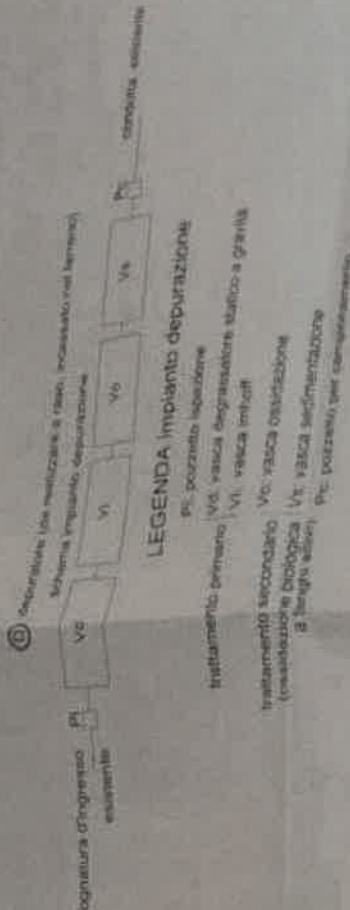 D depuratore (da realizzare a raso, incassato nel terreno)
schema impianto depurazione
fognatura d'ingresso
esistente
Pi
Vd
Vi
Vo
Vs
Pc
condotta esistente
LEGENDA impianto depurazione
Pi: pozzetto ispezione
trattamento primario
Vd: vasca degrassatore statico a gravità
Vi: vasca imhoff
trattamento secondario
(ossidazione biologica
a fanghi attivi)
Vo: vasca ossidazione
Vs: vasca sedimentazione
Pc: pozzetto per campionamento